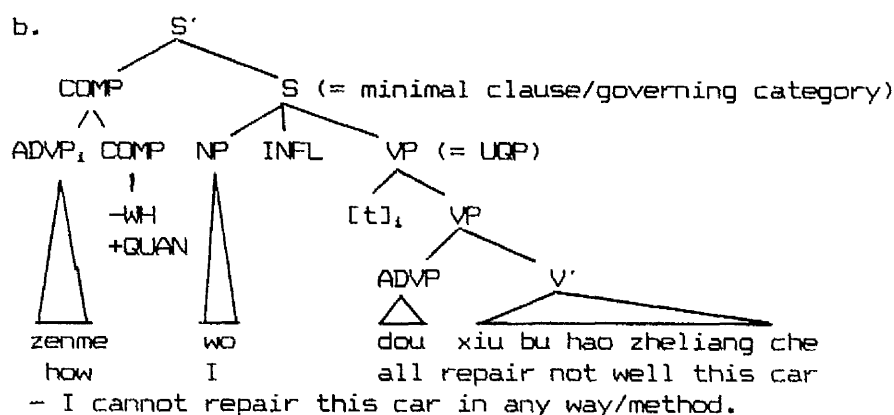 b. S'
COMP S (= minimal clause/governing category)
ADVPᵢ COMP NP INFL VP (= UQP)
-WH [t]ᵢ VP
+QUAN
ADVP V'
zenme wo dou xiu bu hao zheliang che
how I all repair not well this car
- I cannot repair this car in any way/method.